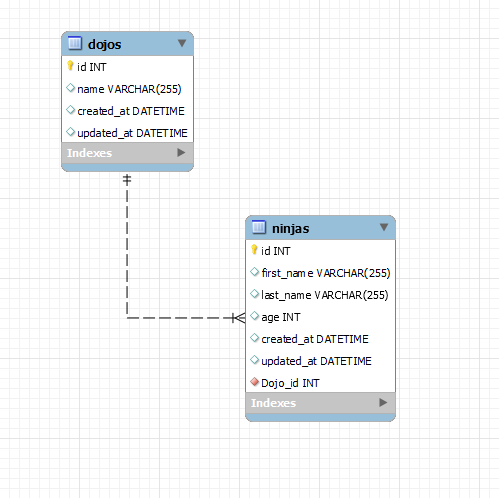 dojos
id INT
name VARCHAR(255)
created_at DATETIME
updated_at DATETIME
Indexes
ninjas
id INT
first_name VARCHAR(255)
last_name VARCHAR(255)
age INT
created_at DATETIME
updated_at DATETIME
Dojo_id INT
Indexes